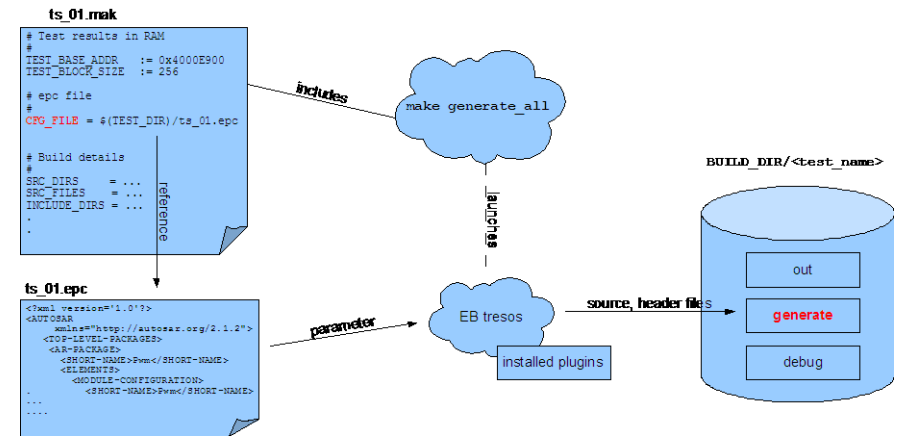 ts_01.mak
# Test results in RAM
#
TEST_BASE_ADDR   := 0x4000E900
TEST_BLOCK_SIZE  := 256
# epc file
#
CFG_FILE = $(TEST_DIR)/ts_01.epc
# Build details
#
SRC_DIRS     = ...
SRC_FILES    = ...
INCLUDE_DIRS = ...
.
.
reference
includes
make generate_all
launches
BUILD_DIR/<test_name>
out
generate
debug
ts_01.epc
<?xml version='1.0'?>
<AUTOSAR
xmlns="http://autosar.org/2.1.2">
<TOP-LEVEL-PACKAGES>
<AR-PACKAGE>
<SHORT-NAME>Pwm</SHORT-NAME>
<ELEMENTS>
<MODULE-CONFIGURATION>
. <SHORT-NAME>Pwm</SHORT-NAME>
...
....
parameter
EB tresos
installed plugins
source, header files